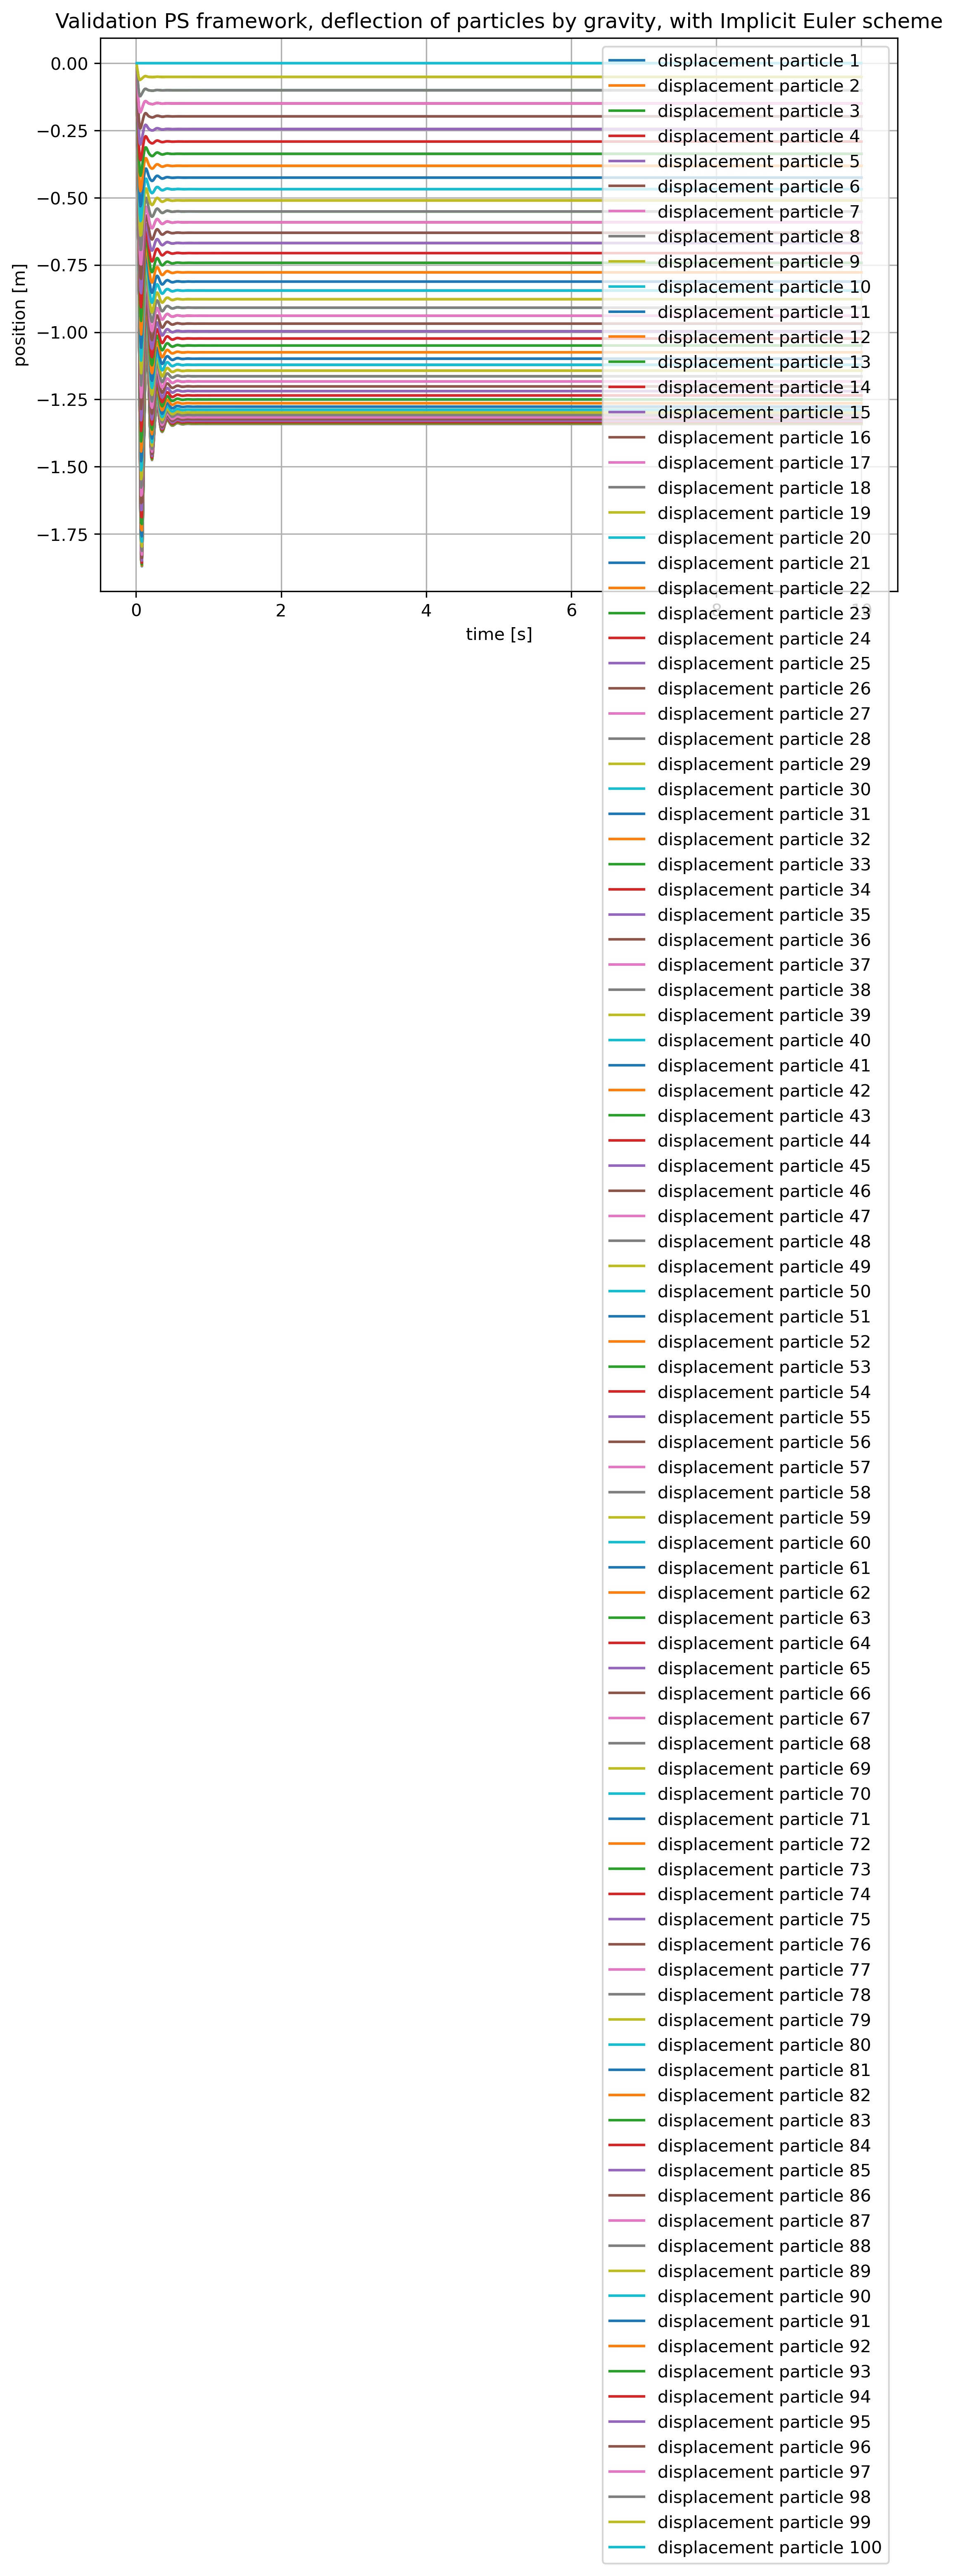 Validation PS framework, deflection of particles by gravity, with Implicit Euler scheme
0.00
−0.25
−0.50
−0.75
−1.00
−1.25
−1.50
−1.75
position [m]
0
2
4
6
8
10
time [s]
displacement particle 1
displacement particle 2
displacement particle 3
displacement particle 4
displacement particle 5
displacement particle 6
displacement particle 7
displacement particle 8
displacement particle 9
displacement particle 10
displacement particle 11
displacement particle 12
displacement particle 13
displacement particle 14
displacement particle 15
displacement particle 16
displacement particle 17
displacement particle 18
displacement particle 19
displacement particle 20
displacement particle 21
displacement particle 22
displacement particle 23
displacement particle 24
displacement particle 25
displacement particle 26
displacement particle 27
displacement particle 28
displacement particle 29
displacement particle 30
displacement particle 31
displacement particle 32
displacement particle 33
displacement particle 34
displacement particle 35
displacement particle 36
displacement particle 37
displacement particle 38
displacement particle 39
displacement particle 40
displacement particle 41
displacement particle 42
displacement particle 43
displacement particle 44
displacement particle 45
displacement particle 46
displacement particle 47
displacement particle 48
displacement particle 49
displacement particle 50
displacement particle 51
displacement particle 52
displacement particle 53
displacement particle 54
displacement particle 55
displacement particle 56
displacement particle 57
displacement particle 58
displacement particle 59
displacement particle 60
displacement particle 61
displacement particle 62
displacement particle 63
displacement particle 64
displacement particle 65
displacement particle 66
displacement particle 67
displacement particle 68
displacement particle 69
displacement particle 70
displacement particle 71
displacement particle 72
displacement particle 73
displacement particle 74
displacement particle 75
displacement particle 76
displacement particle 77
displacement particle 78
displacement particle 79
displacement particle 80
displacement particle 81
displacement particle 82
displacement particle 83
displacement particle 84
displacement particle 85
displacement particle 86
displacement particle 87
displacement particle 88
displacement particle 89
displacement particle 90
displacement particle 91
displacement particle 92
displacement particle 93
displacement particle 94
displacement particle 95
displacement particle 96
displacement particle 97
displacement particle 98
displacement particle 99
displacement particle 100